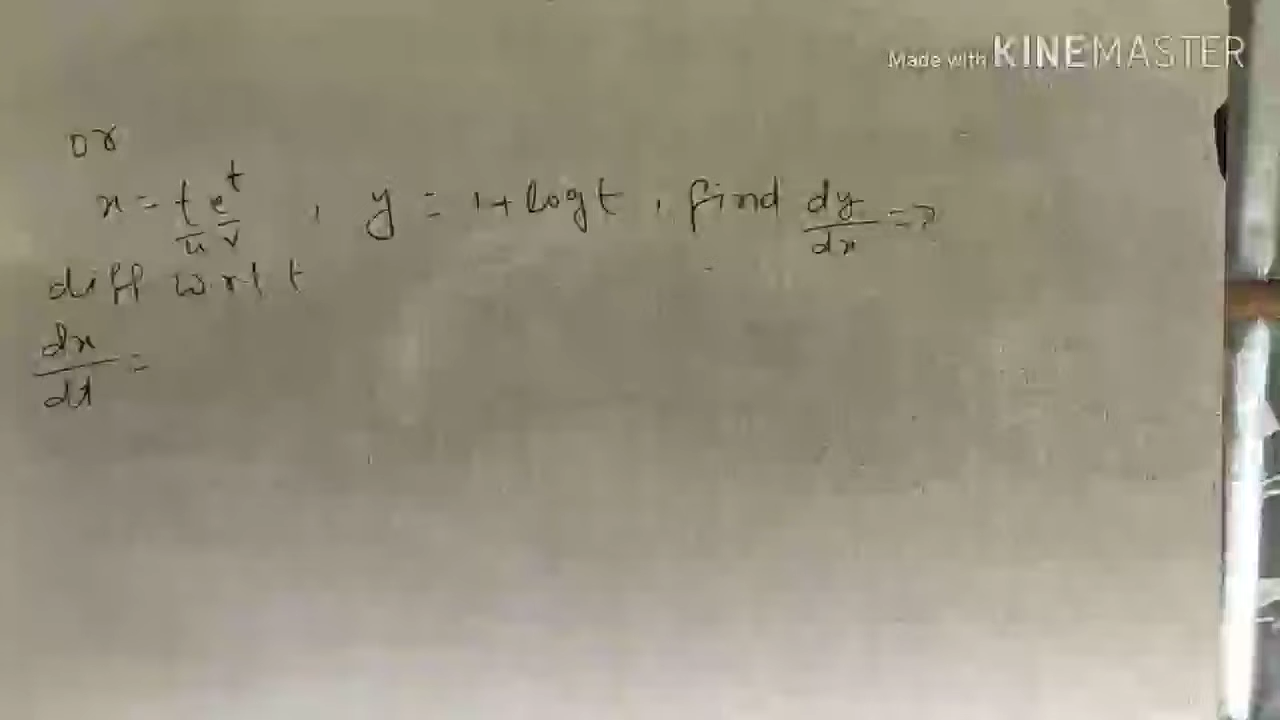 Made with KINEMASTER
or
x = t e^t , y = 1+ log t , find dy/dx = ?
u v
diff w.r.t t
dx/dt =